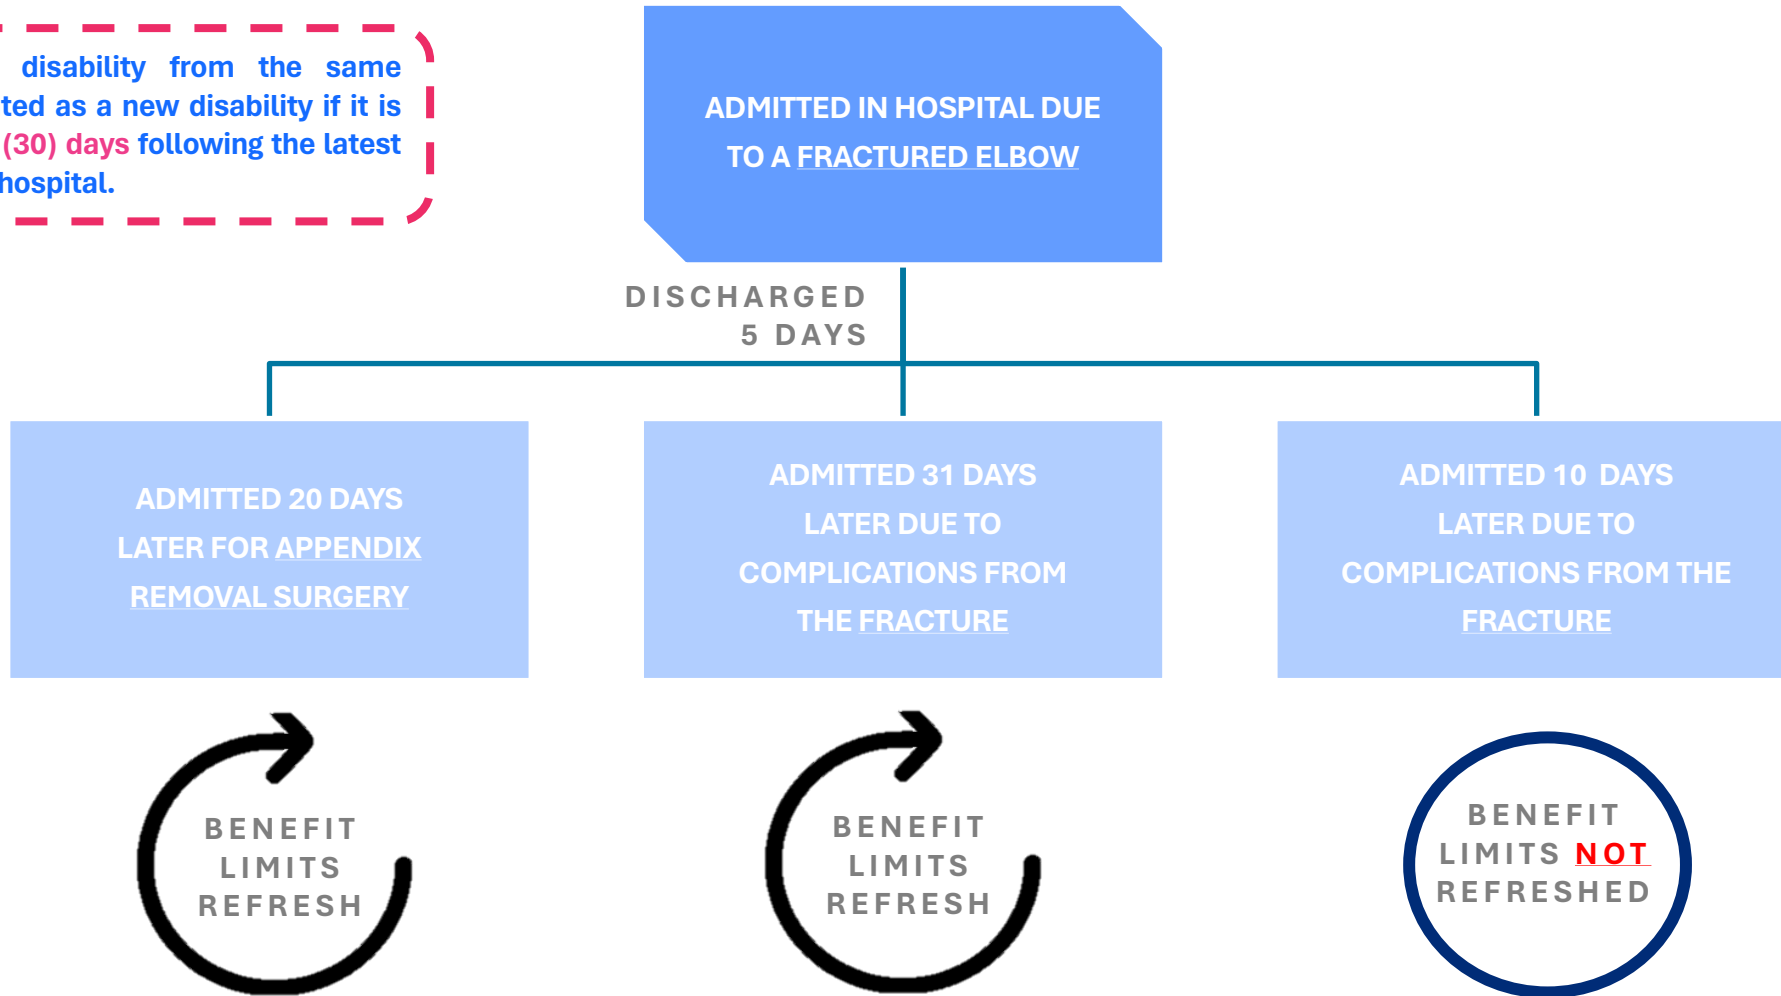 disability from the same
ted as a new disability if it is
(30) days following the latest
hospital.
ADMITTED IN HOSPITAL DUE
TO A FRACTURED ELBOW
DISCHARGED
5 DAYS
ADMITTED 20 DAYS
LATER FOR APPENDIX
REMOVAL SURGERY
ADMITTED 31 DAYS
LATER DUE TO
COMPLICATIONS FROM
THE FRACTURE
ADMITTED 10 DAYS
LATER DUE TO
COMPLICATIONS FROM THE
FRACTURE
BENEFIT
LIMITS
REFRESH
BENEFIT
LIMITS
REFRESH
BENEFIT
LIMITS NOT
REFRESHED